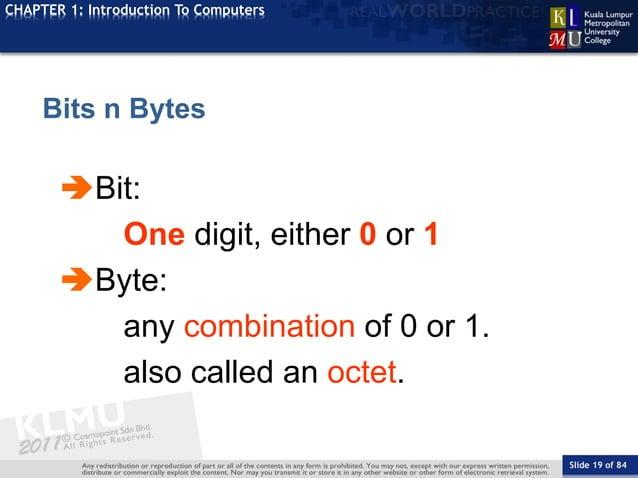 CHAPTER 1: Introduction To Computers
REALWORLDPRACTICE
KL
MU
Kuala Lumpur
Metropolitan
University
College
Bits n Bytes
Bit:
One digit, either 0 or 1
Byte:
any combination of 0 or 1.
also called an octet.
KLMU
2011© Cosmopoint Sdn Bhd.
All Rights Reserved.
Any redistribution or reproduction of part or all of the contents in any form is prohibited. You may not, except with our express written permission,
distribute or commercially exploit the content. Nor may you transmit it or store it in any other website or other form of electronic retrieval system.
Slide 19 of 84